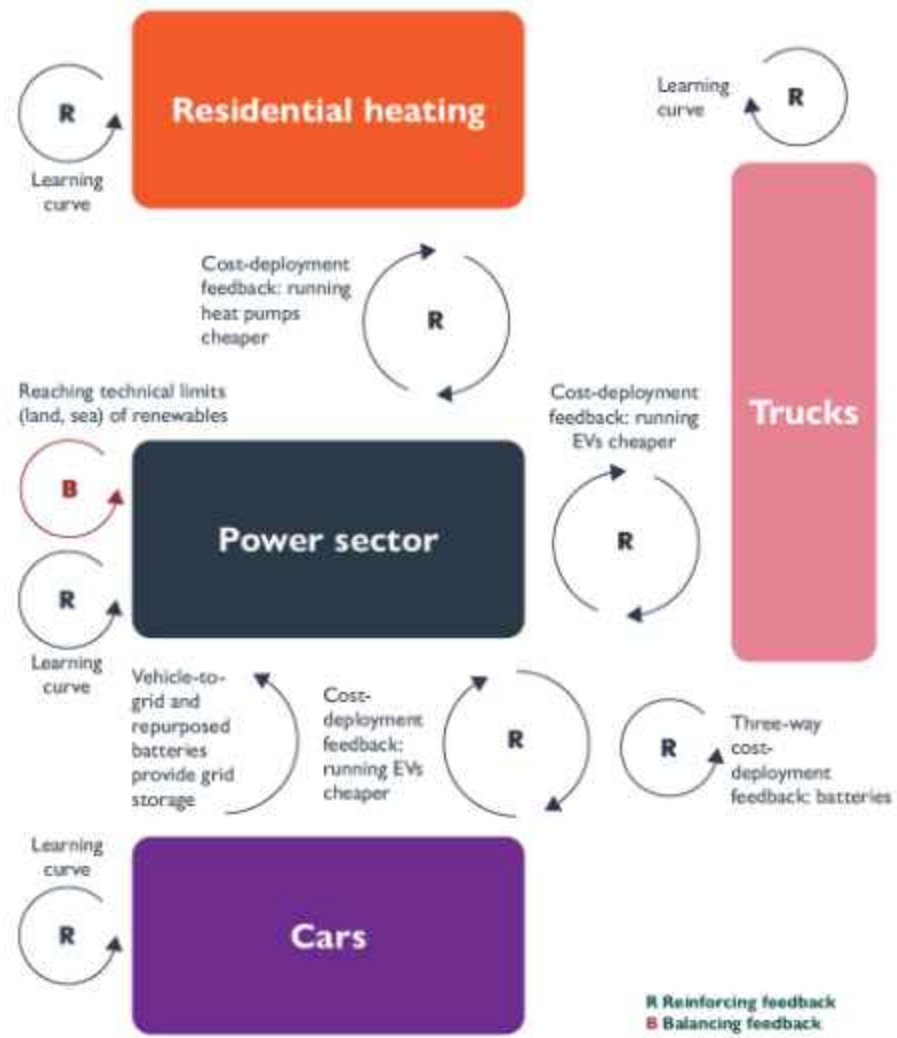 Residential heating
R
Learning
curve
Learning
curve
R
Cost-deployment
feedback: running
heat pumps
cheaper
R
Reaching technical limits
(land, sea) of renewables
B
Power sector
R
Learning
curve
Cost-deployment
feedback: running
EVs cheaper
R
Trucks
Vehicle-to-
grid and
repurposed
batteries
provide grid
storage
Cost-
deployment
feedback:
running EVs
cheaper
R
R
Three-way
cost-
deployment
feedback: batteries
Learning
curve
R
Cars
R Reinforcing feedback
B Balancing feedback